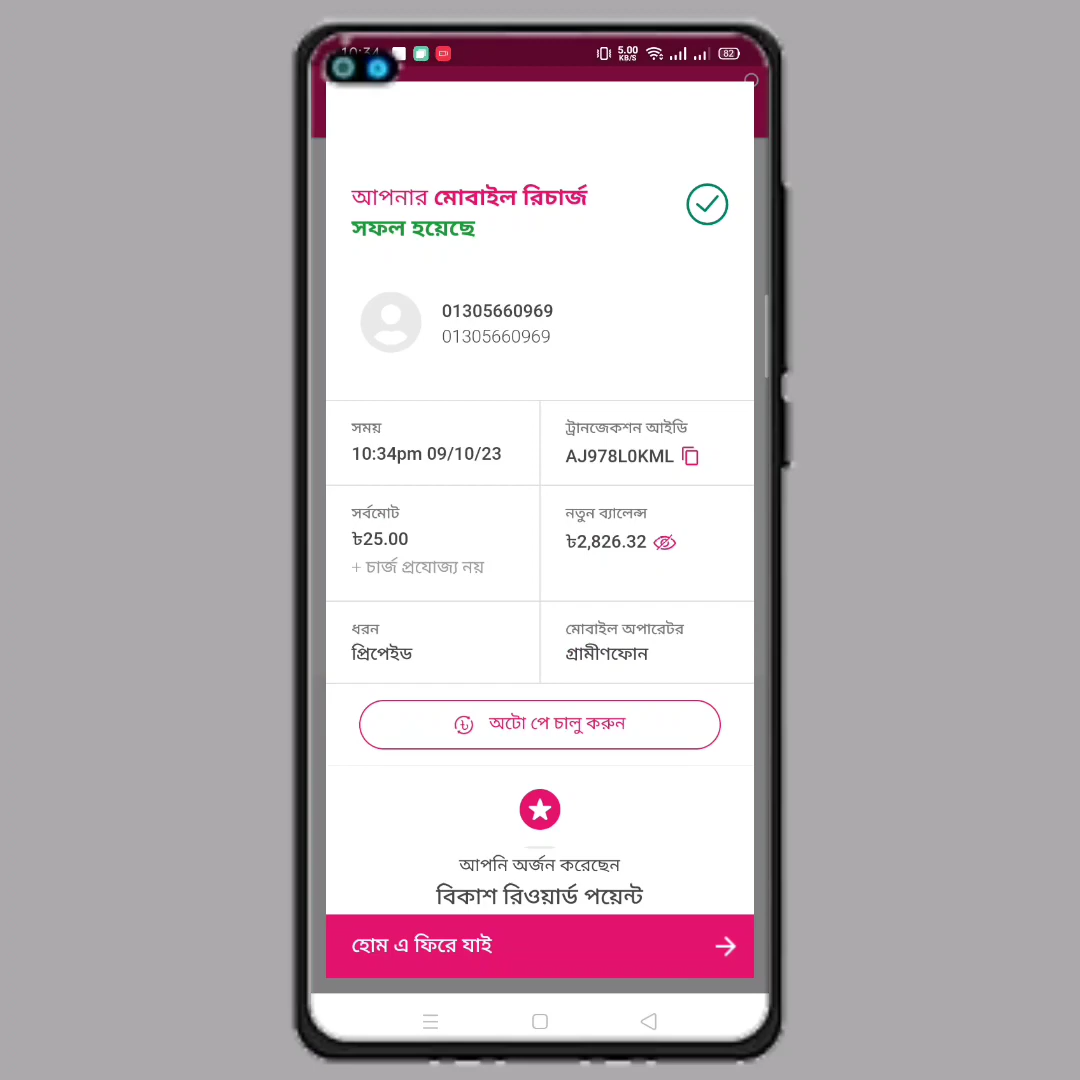 10:34
5.00
KB/S
82
আপনার মোবাইল রিচার্জ
সফল হয়েছে
01305660969
01305660969
সময়
10:34pm 09/10/23
ট্রানজেকশন আইডি
AJ978L0KML
সর্বমোট
৳25.00
+ চার্জ প্রযোজ্য নয়
নতুন ব্যালেন্স
৳2,826.32
ধরন
প্রিপেইড
মোবাইল অপারেটর
গ্রামীণফোন
অটো পে চালু করুন
আপনি অর্জন করেছেন
বিকাশ রিওয়ার্ড পয়েন্ট
হোম এ ফিরে যাই